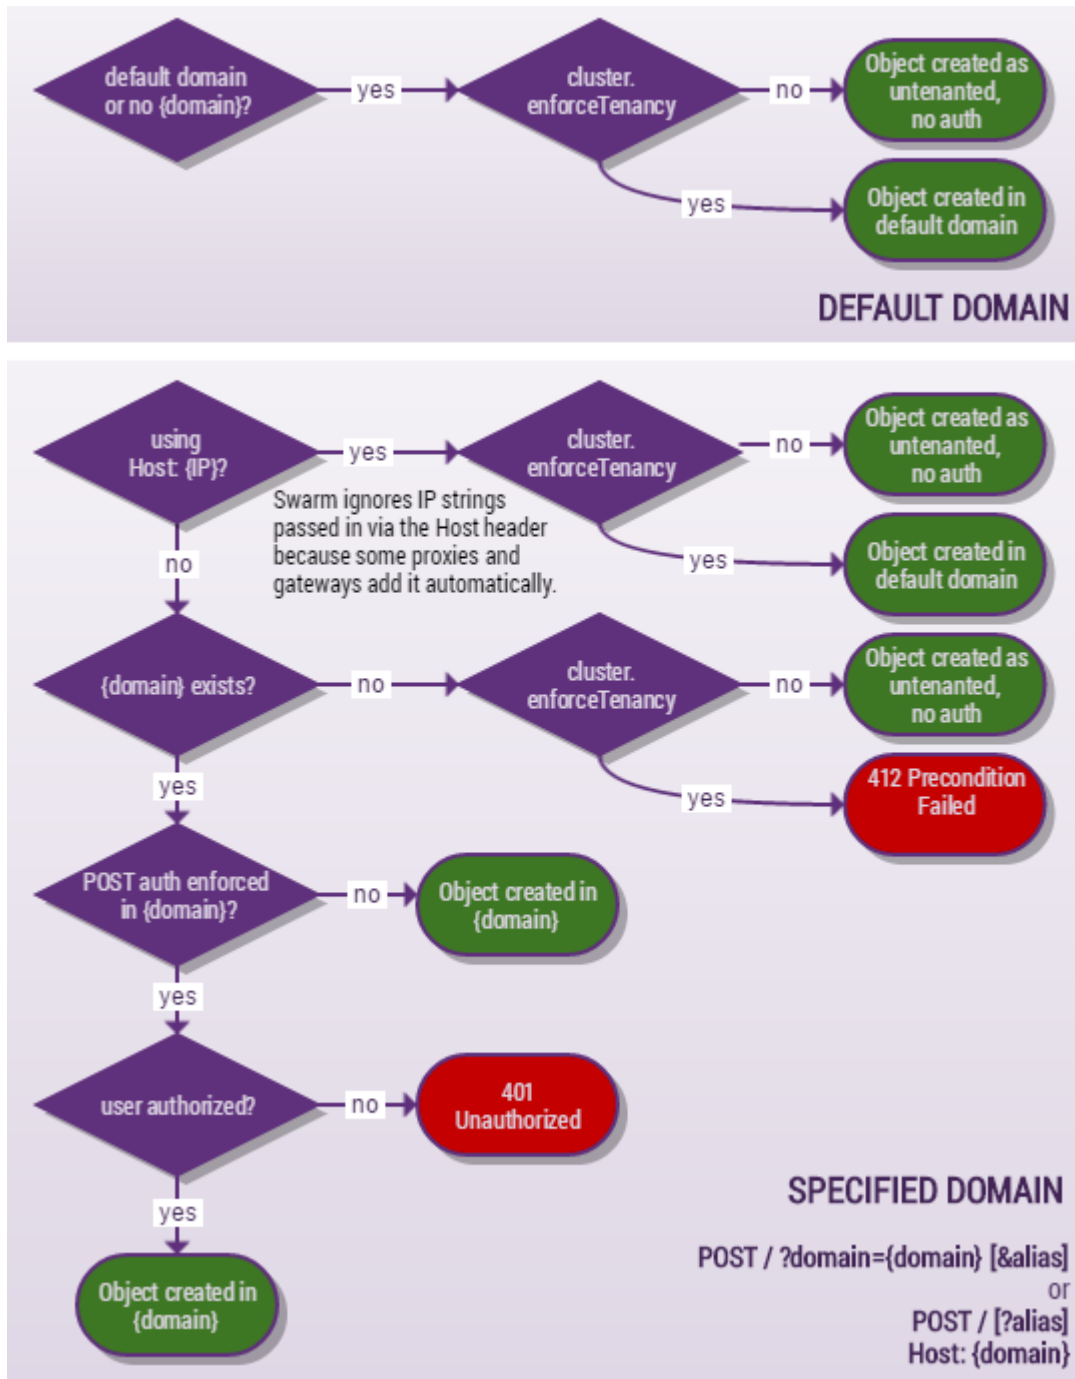 default domain
or no {domain}?
yes
cluster.
enforceTenancy
no
Object created as
untenanted,
no auth
yes
Object created in
default domain
DEFAULT DOMAIN
using
Host: {IP}?
yes
cluster.
enforceTenancy
no
Object created as
untenanted,
no auth
Swarm ignores IP strings
passed in via the Host header
because some proxies and
gateways add it automatically.
yes
Object created in
default domain
no
{domain} exists?
no
cluster.
enforceTenancy
no
Object created as
untenanted,
no auth
yes
412 Precondition
Failed
yes
POST auth enforced
in {domain}?
no
Object created in
{domain}
yes
user authorized?
no
401
Unauthorized
yes
Object created in
{domain}
SPECIFIED DOMAIN
POST / ?domain={domain} [&alias]
or
POST / [?alias]
Host: {domain}